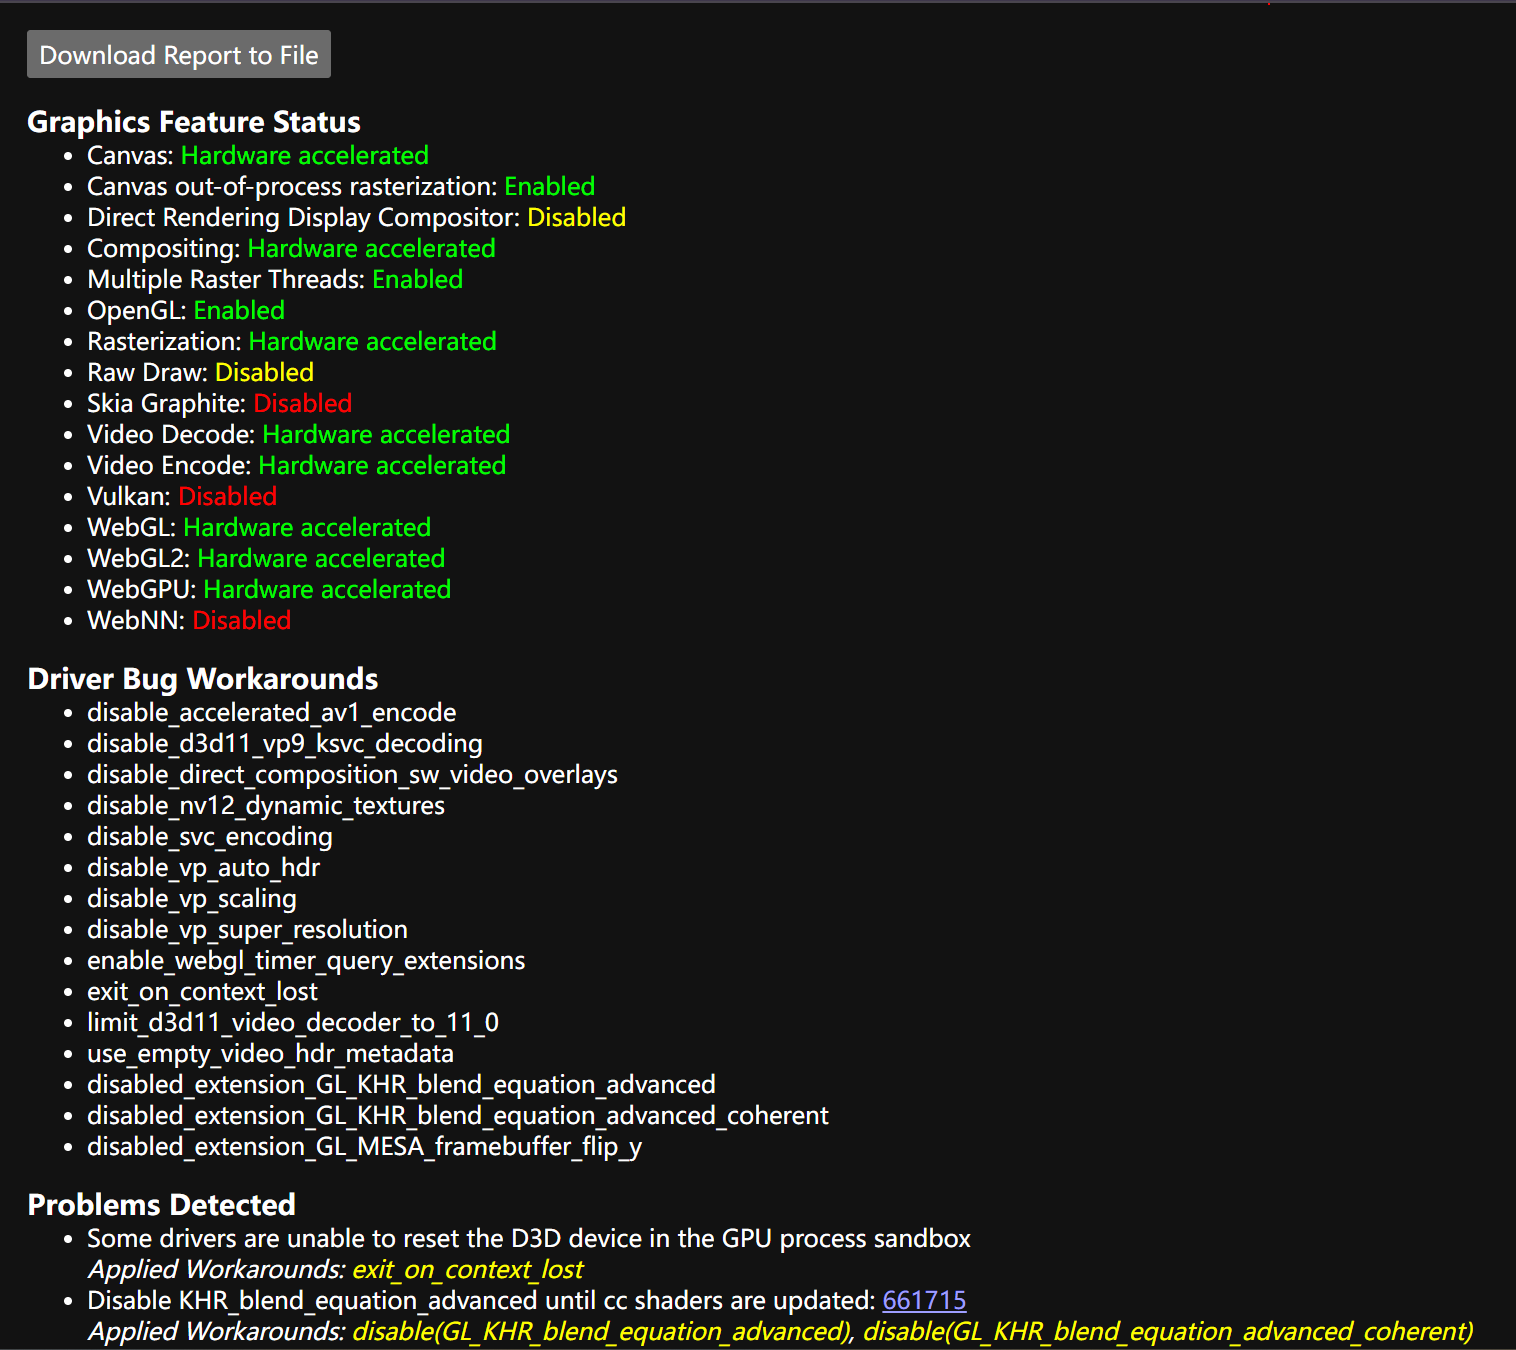 Download Report to File
Graphics Feature Status
Canvas: Hardware accelerated
Canvas out-of-process rasterization: Enabled
Direct Rendering Display Compositor: Disabled
Compositing: Hardware accelerated
Multiple Raster Threads: Enabled
OpenGL: Enabled
Rasterization: Hardware accelerated
Raw Draw: Disabled
Skia Graphite: Disabled
Video Decode: Hardware accelerated
Video Encode: Hardware accelerated
Vulkan: Disabled
WebGL: Hardware accelerated
WebGL2: Hardware accelerated
WebGPU: Hardware accelerated
WebNN: Disabled
Driver Bug Workarounds
disable_accelerated_av1_encode
disable_d3d11_vp9_ksvc_decoding
disable_direct_composition_sw_video_overlays
disable_nv12_dynamic_textures
disable_svc_encoding
disable_vp_auto_hdr
disable_vp_scaling
disable_vp_super_resolution
enable_webgl_timer_query_extensions
exit_on_context_lost
limit_d3d11_video_decoder_to_11_0
use_empty_video_hdr_metadata
disabled_extension_GL_KHR_blend_equation_advanced
disabled_extension_GL_KHR_blend_equation_advanced_coherent
disabled_extension_GL_MESA_framebuffer_flip_y
Problems Detected
Some drivers are unable to reset the D3D device in the GPU process sandbox
Applied Workarounds: exit_on_context_lost
Disable KHR_blend_equation_advanced until cc shaders are updated: 661715
Applied Workarounds: disable(GL_KHR_blend_equation_advanced), disable(GL_KHR_blend_equation_advanced_coherent)